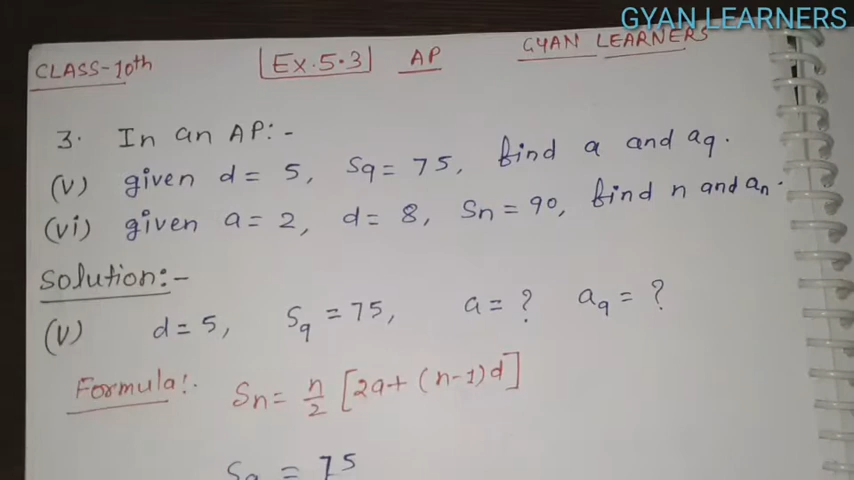 GYAN LEARNERS
CLASS-10th Ex.5.3 AP GYAN LEARNERS
3. In an AP:-
(v) given d = 5, S9 = 75, find a and a9.
(vi) given a = 2, d = 8, Sn = 90, find n and an.
Solution:-
(v) d = 5, S9 = 75, a = ? a9 = ?
Formula:- Sn = n/2 [2a+ (n-1)d]
S9 = 75